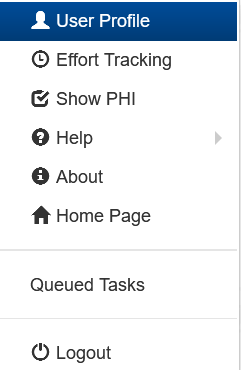 User Profile
Effort Tracking
Show PHI
Help
About
Home Page
Queued Tasks
Logout